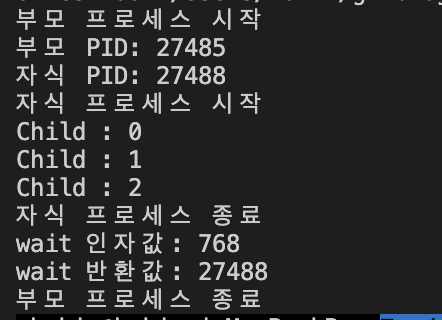 부모 프로세스 시작
부모 PID: 27485
자식 PID: 27488
자식 프로세스 시작
Child : 0
Child : 1
Child : 2
자식 프로세스 종료
wait 인자값: 768
wait 반환값: 27488
부모 프로세스 종료